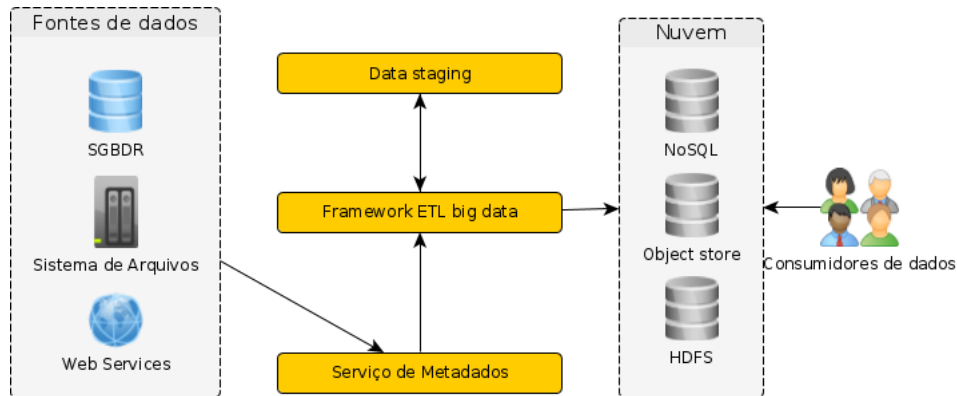 Fontes de dados
SGBDR
Sistema de Arquivos
Web Services
Data staging
Framework ETL big data
Serviço de Metadados
Nuvem
NoSQL
Object store
HDFS
Consumidores de dados